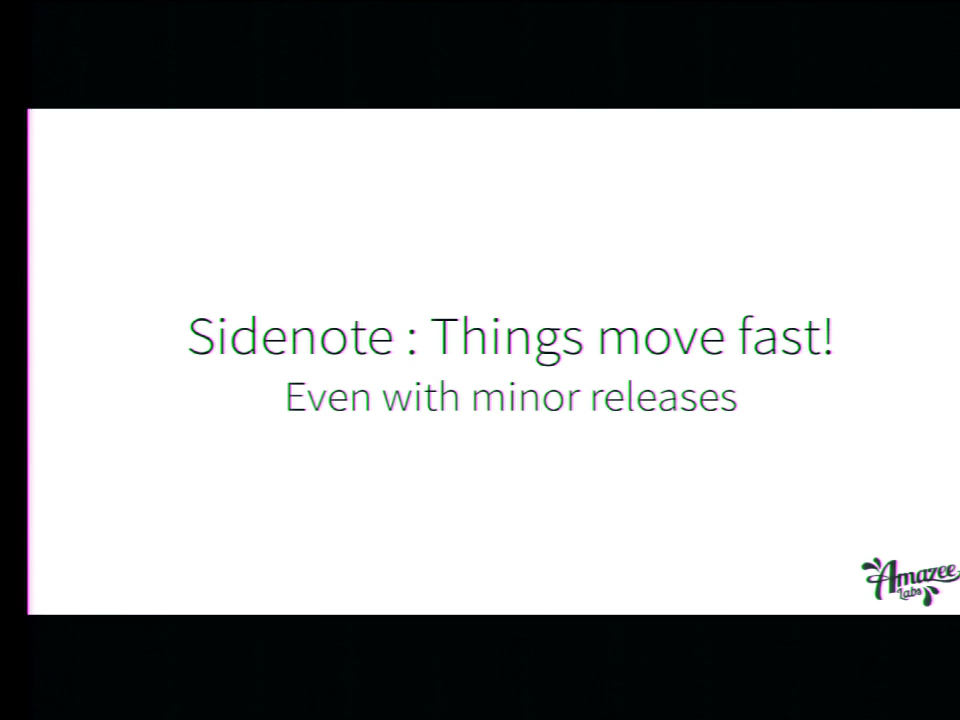 Sidenote : Things move fast!
Even with minor releases
Amazee
Labs